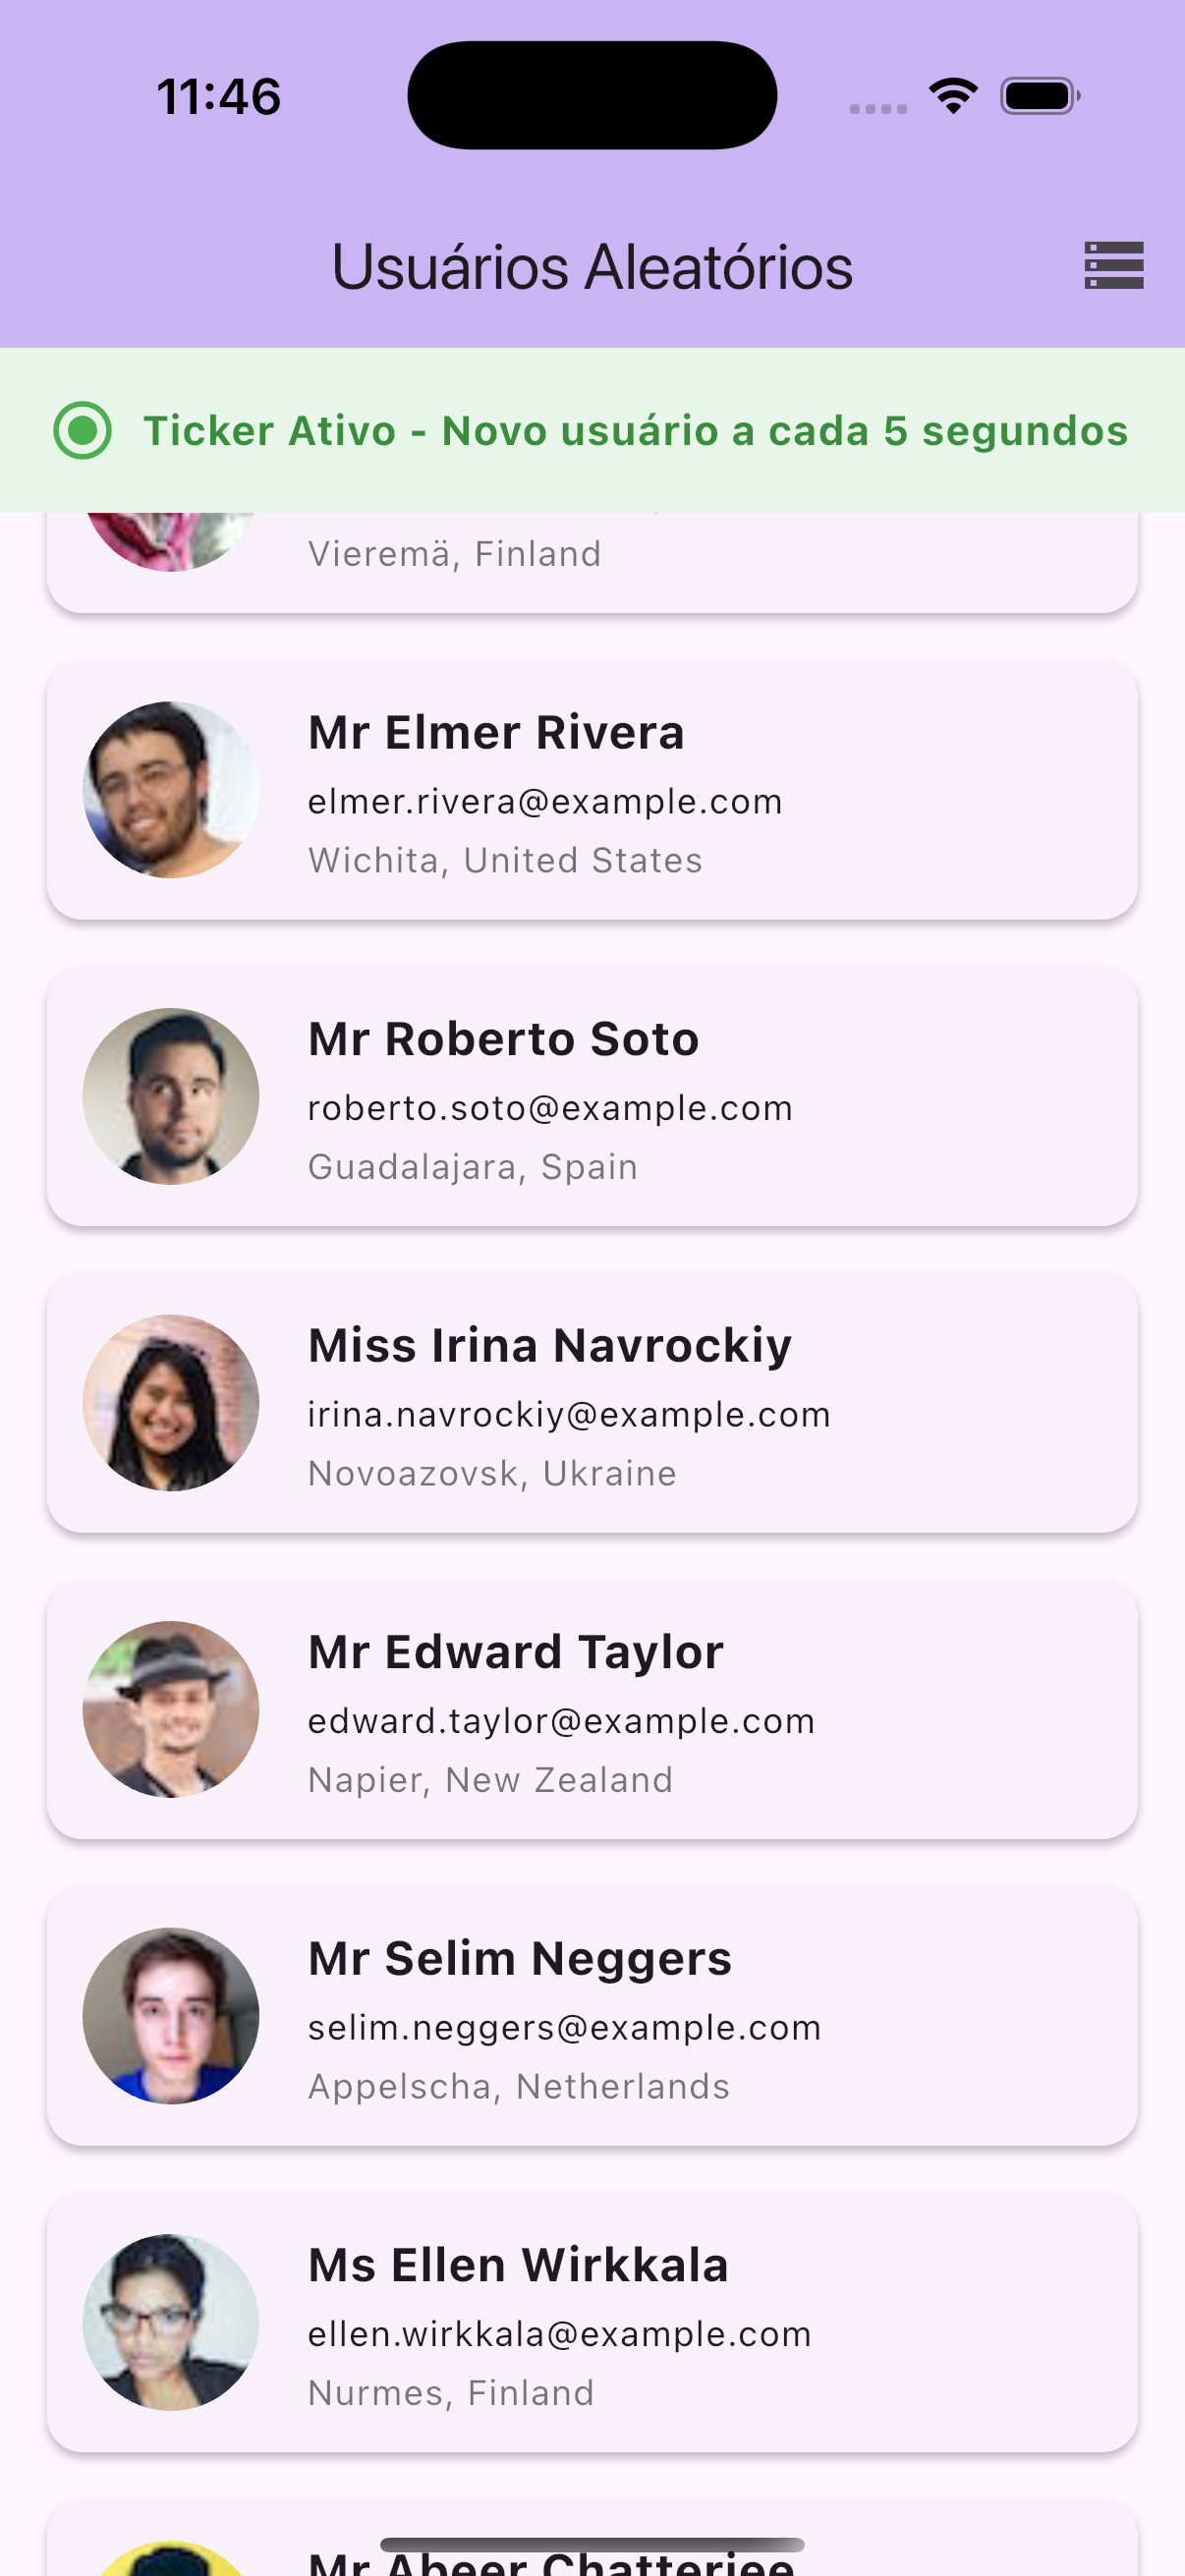 11:46
Usuários Aleatórios
Ticker Ativo - Novo usuário a cada 5 segundos
Vieremä, Finland
Mr Elmer Rivera
elmer.rivera@example.com
Wichita, United States
Mr Roberto Soto
roberto.soto@example.com
Guadalajara, Spain
Miss Irina Navrockiy
irina.navrockiy@example.com
Novoazovsk, Ukraine
Mr Edward Taylor
edward.taylor@example.com
Napier, New Zealand
Mr Selim Neggers
selim.neggers@example.com
Appelscha, Netherlands
Ms Ellen Wirkkala
ellen.wirkkala@example.com
Nurmes, Finland
Mr Abeer Chatterjee